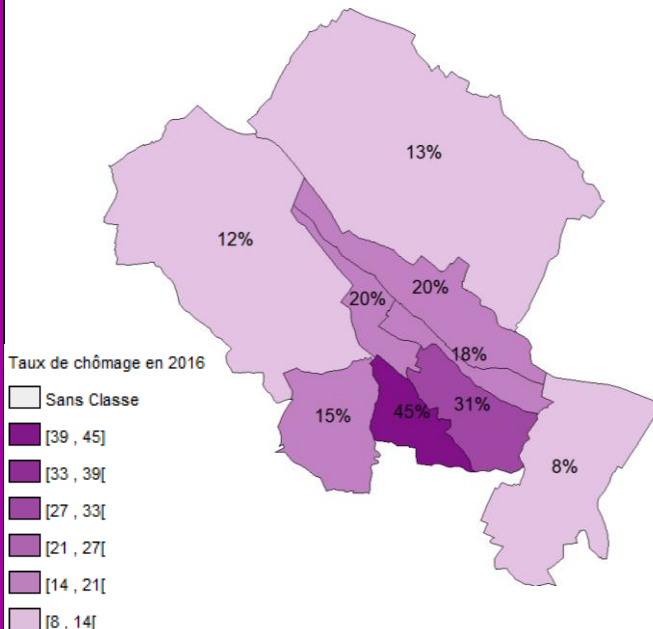 13%
12%
20%
20%
18%
Taux de chômage en 2016
Sans Classe
15%
45%
31%
[39 , 45]
[33 , 39[
8%
[27 , 33[
[21 , 27[
[14 , 21[
[8 , 14[